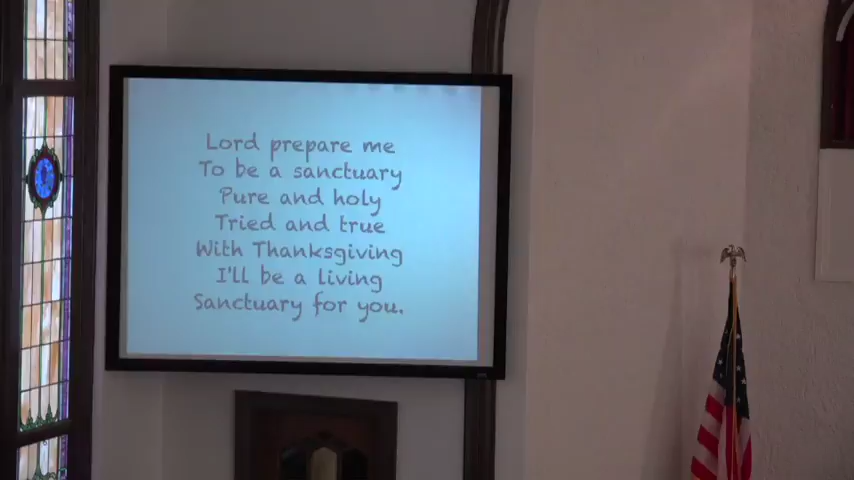 Lord prepare me
To be a sanctuary
Pure and holy
Tried and true
With Thanksgiving
I'll be a living
Sanctuary for you.